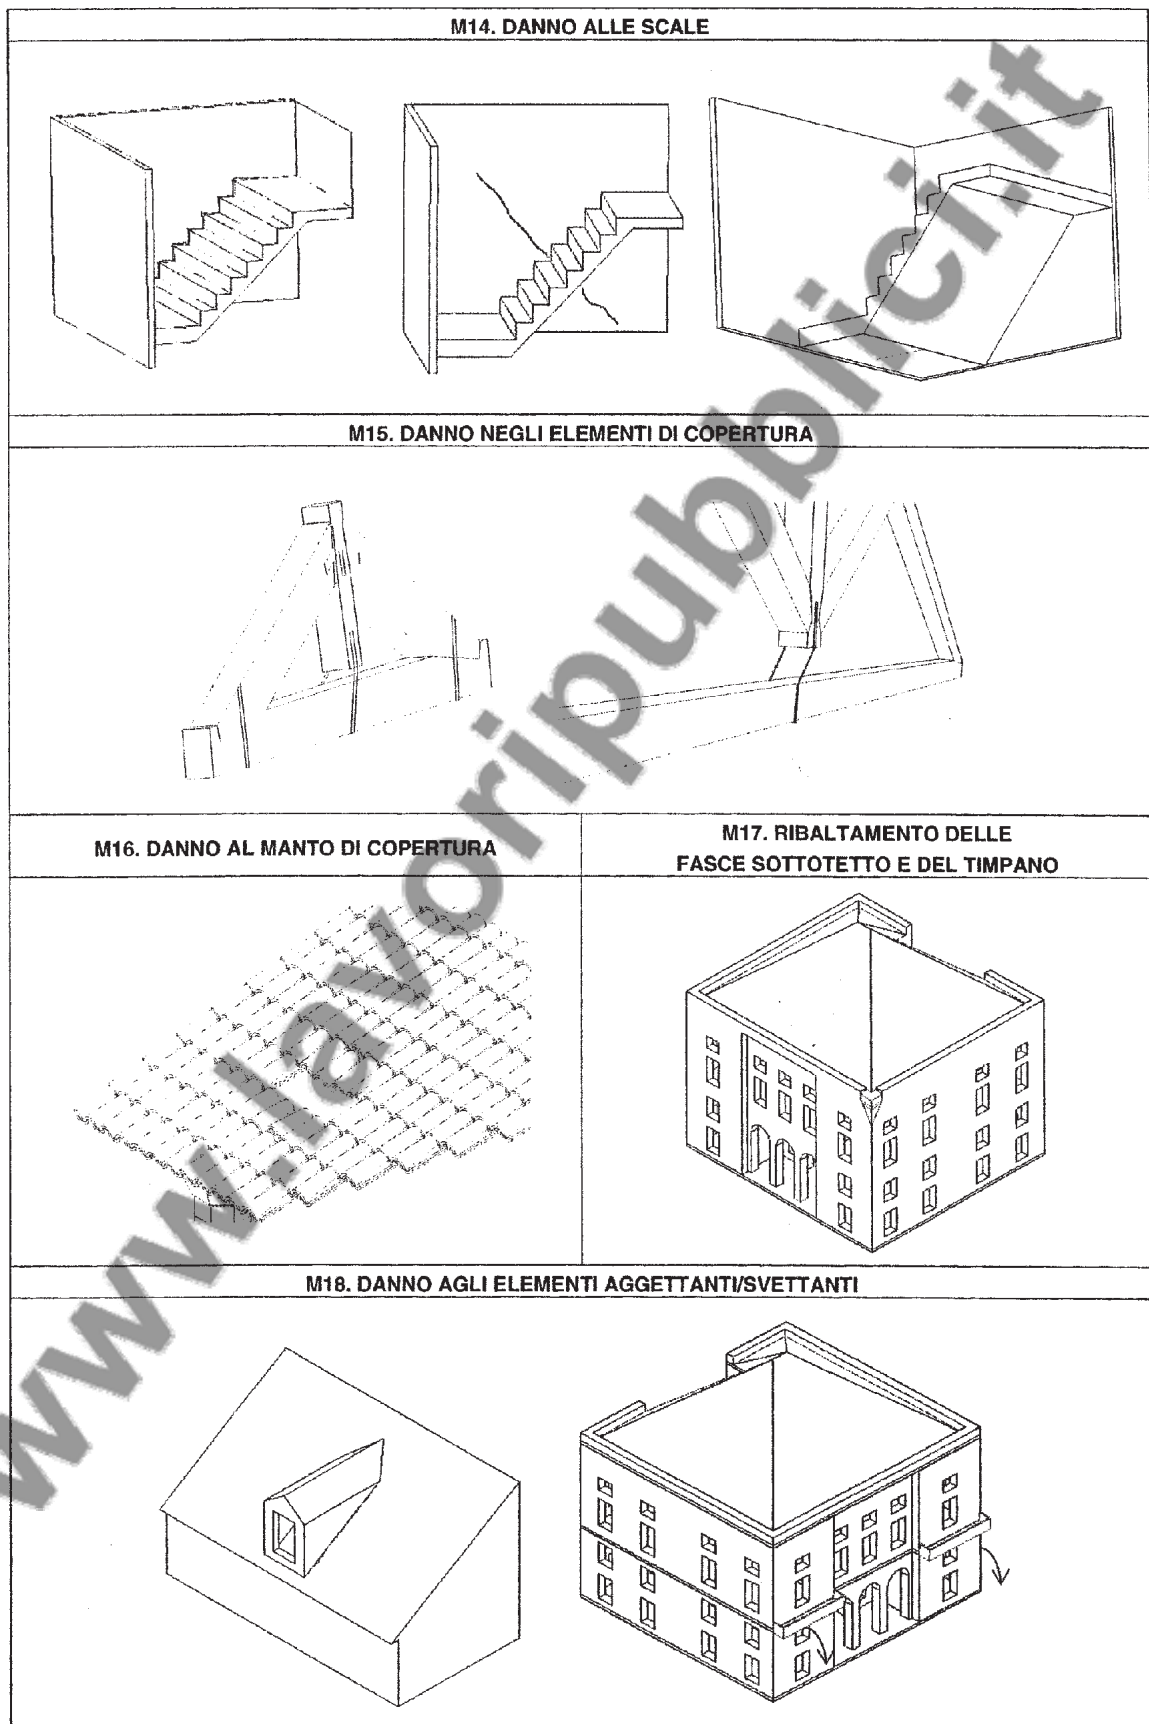 M14. DANNO ALLE SCALE
M15. DANNO NEGLI ELEMENTI DI COPERTURA
M16. DANNO AL MANTO DI COPERTURA
M17. RIBALTAMENTO DELLE
FASCE SOTTOTETTO E DEL TIMPANO
M18. DANNO AGLI ELEMENTI AGGETTANTI/SVETTANTI
www.lavoripubblici.it